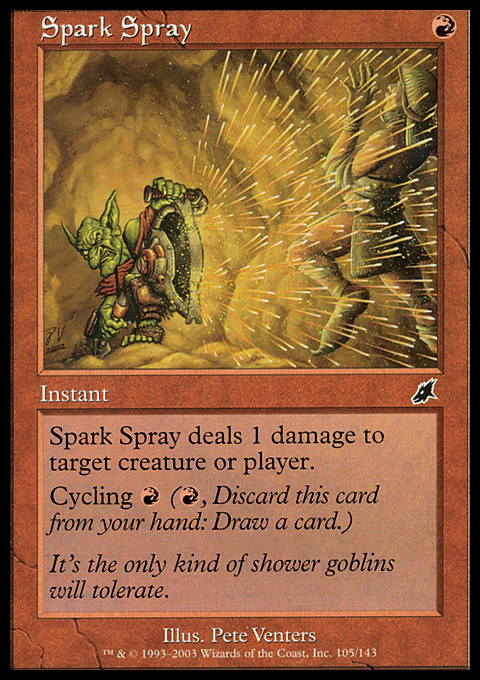 Spark Spray
PV
2002
Instant
Spark Spray deals 1 damage to
target creature or player.
Cycling (, Discard this card
from your hand: Draw a card.)
It's the only kind of shower goblins
will tolerate.
Illus. Pete Venters
™ & © 1993–2003 Wizards of the Coast, Inc. 105/143